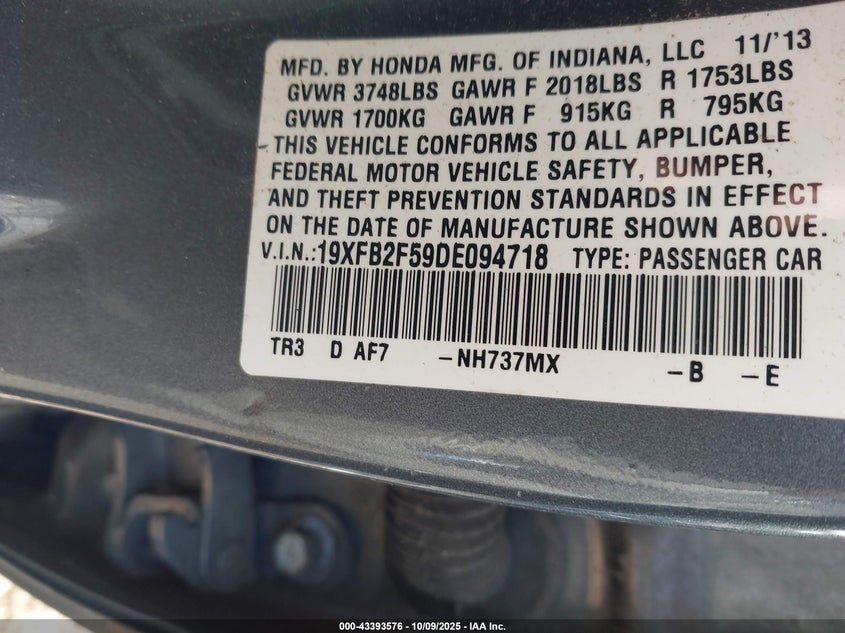 MFD. BY HONDA MFG. OF INDIANA, LLC 11/'13
GVWR 3748LBS GAWR F 2018LBS R 1753LBS
GVWR 1700KG GAWR F 915KG R 795KG
THIS VEHICLE CONFORMS TO ALL APPLICABLE
FEDERAL MOTOR VEHICLE SAFETY, BUMPER,
AND THEFT PREVENTION STANDARDS IN EFFECT
ON THE DATE OF MANUFACTURE SHOWN ABOVE.
V.I.N.:19XFB2F59DE094718 TYPE: PASSENGER CAR
TR3 D AF7 -NH737MX -B -E
000-43393576 | 10/09/2025 | IAA Inc.